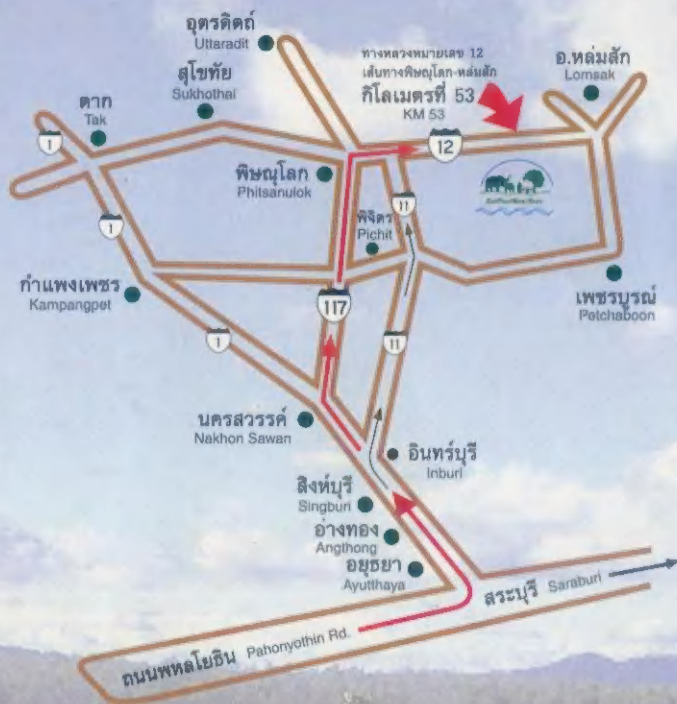 อุตรดิตถ์
Uttaradit
สุโขทัย
Sukhothai
ตาก
Tak
ทางหลวงหมายเลข 12
เส้นทางพิษณุโลก-หล่มสัก
กิโลเมตรที่ 53
KM 53
อ.หล่มสัก
Lomsak
1
12
พิษณุโลก
Phitsanulok
11
พิจิตร
Pichit
1
กำแพงเพชร
Kampangpet
เพชรบูรณ์
Petchaboon
117
1
11
นครสวรรค์
Nakhon Sawan
อินทร์บุรี
Inburi
สิงห์บุรี
Singburi
อ่างทอง
Angthong
อยุธยา
Ayutthaya
สระบุรี Saraburi
ถนนพหลโยธิน Pahonyothin Rd.